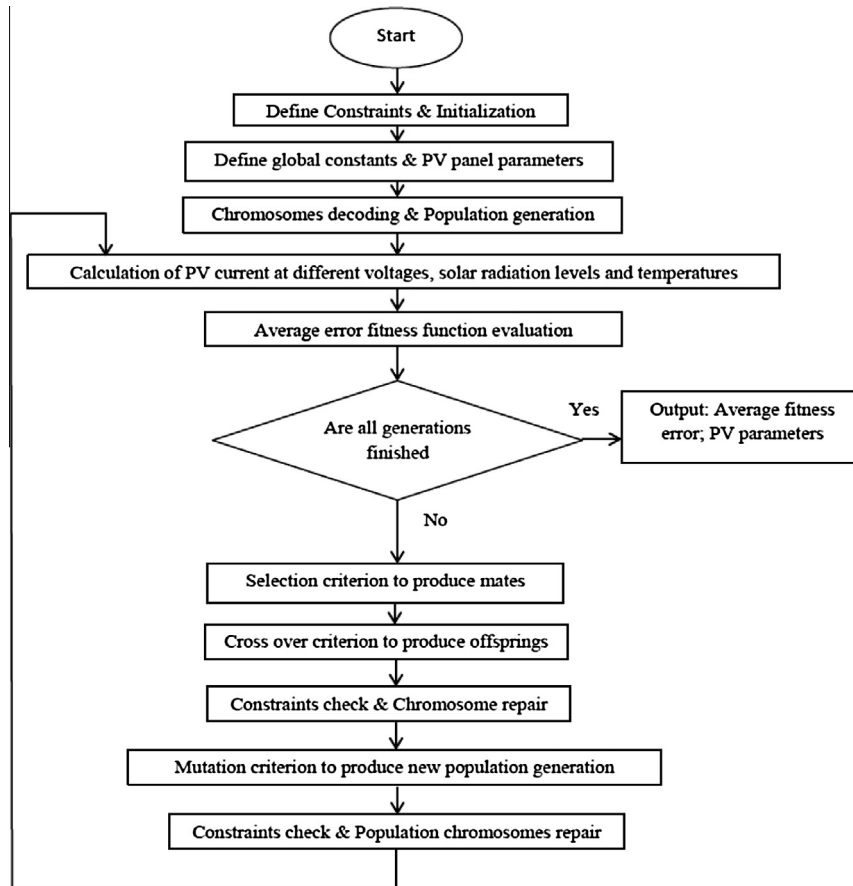 Start
Define Constraints & Initialization
Define global constants & PV panel parameters
Chromosomes decoding & Population generation
Calculation of PV current at different voltages, solar radiation levels and temperatures
Average error fitness function evaluation
Are all generations
finished
Yes
Output: Average fitness
error; PV parameters
No
Selection criterion to produce mates
Cross over criterion to produce offsprings
Constraints check & Chromosome repair
Mutation criterion to produce new population generation
Constraints check & Population chromosomes repair